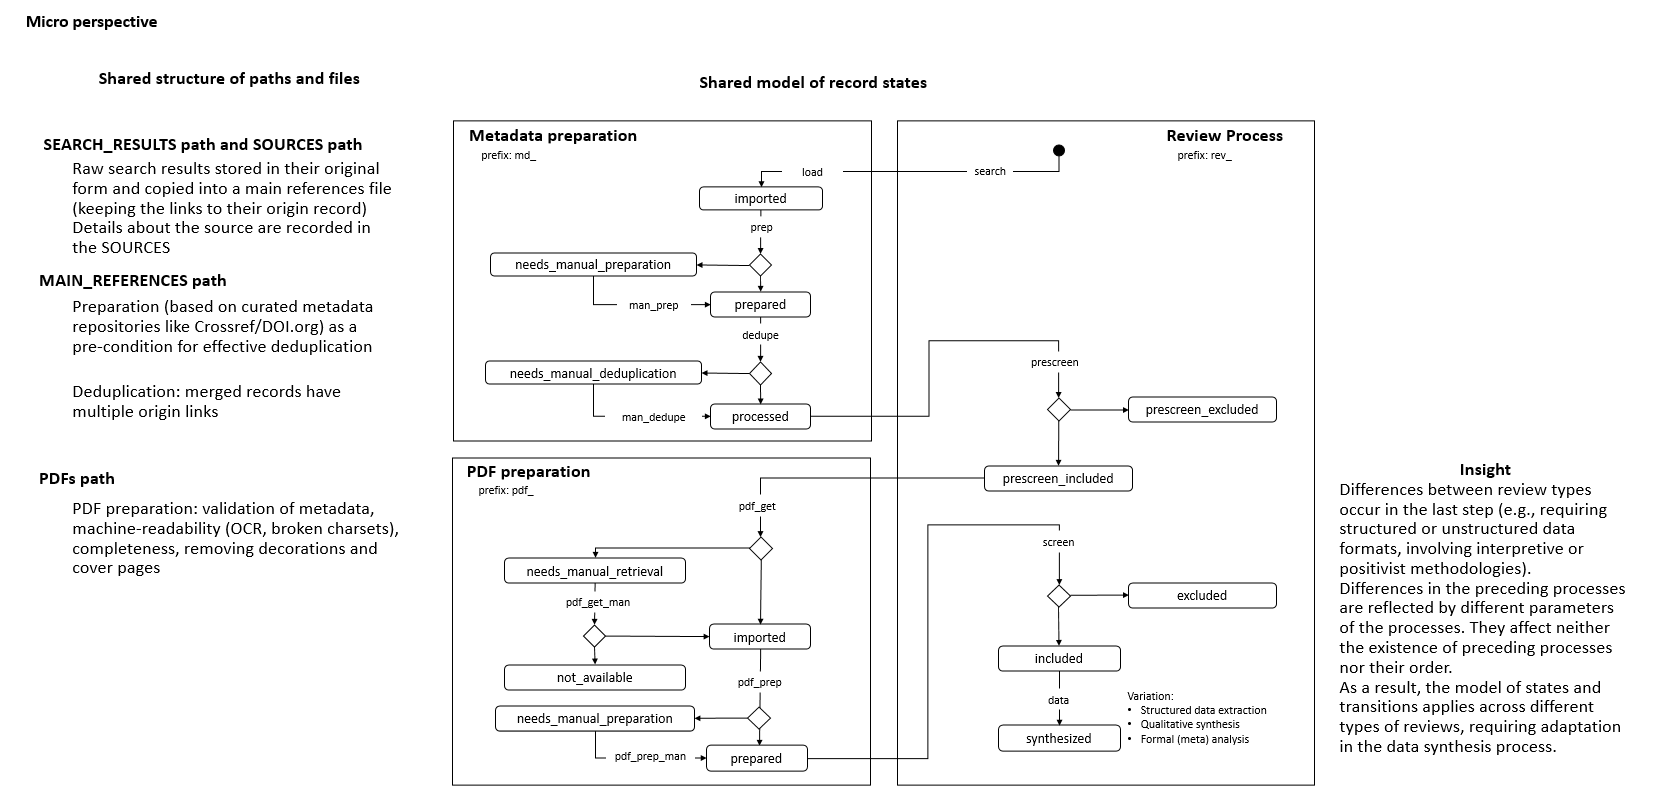 Micro perspective
Shared structure of paths and files
SEARCH_RESULTS path and SOURCES path
Raw search results stored in their original
form and copied into a main references file
(keeping the links to their origin record)
Details about the source are recorded in
the SOURCES
MAIN_REFERENCES path
Preparation (based on curated metadata
repositories like Crossref/DOI.org) as a
pre-condition for effective deduplication
Deduplication: merged records have
multiple origin links
PDFs path
PDF preparation: validation of metadata,
machine-readability (OCR, broken charsets),
completeness, removing decorations and
cover pages
Shared model of record states
Metadata preparation
prefix: md_
load
imported
prep
needs_manual_preparation
man_prep
prepared
dedupe
needs_manual_deduplication
man_dedupe
processed
PDF preparation
prefix: pdf_
pdf_get
needs_manual_retrieval
pdf_get_man
imported
not_available
pdf_prep
needs_manual_preparation
pdf_prep_man
prepared
Review Process
prefix: rev_
search
prescreen
prescreen_excluded
prescreen_included
screen
excluded
included
data
synthesized
Variation:
• Structured data extraction
• Qualitative synthesis
• Formal (meta) analysis
Insight
Differences between review types
occur in the last step (e.g., requiring
structured or unstructured data
formats, involving interpretive or
positivist methodologies).
Differences in the preceding processes
are reflected by different parameters
of the processes. They affect neither
the existence of preceding processes
nor their order.
As a result, the model of states and
transitions applies across different
types of reviews, requiring adaptation
in the data synthesis process.